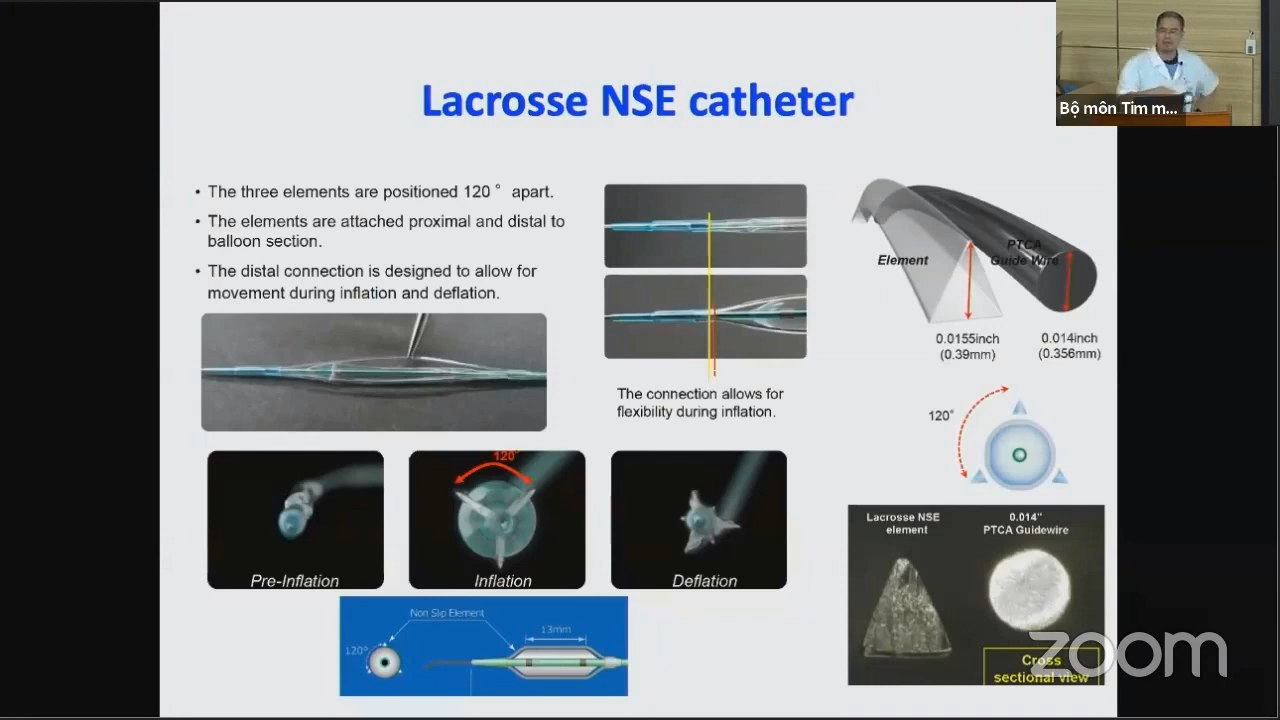 Lacrosse NSE catheter
Bộ môn Tim m...
• The three elements are positioned 120° apart.
• The elements are attached proximal and distal to
balloon section.
• The distal connection is designed to allow for
movement during inflation and deflation.
The connection allows for
flexibility during inflation.
Element
PTCA
Guide Wire
0.0155inch
(0.39mm)
0.014inch
(0.356mm)
120°
120°
Pre-Inflation
Inflation
Deflation
Non Slip Element
13mm
120°
Lacrosse NSE
element
0.014"
PTCA Guidewire
Cross
sectional view
zoom